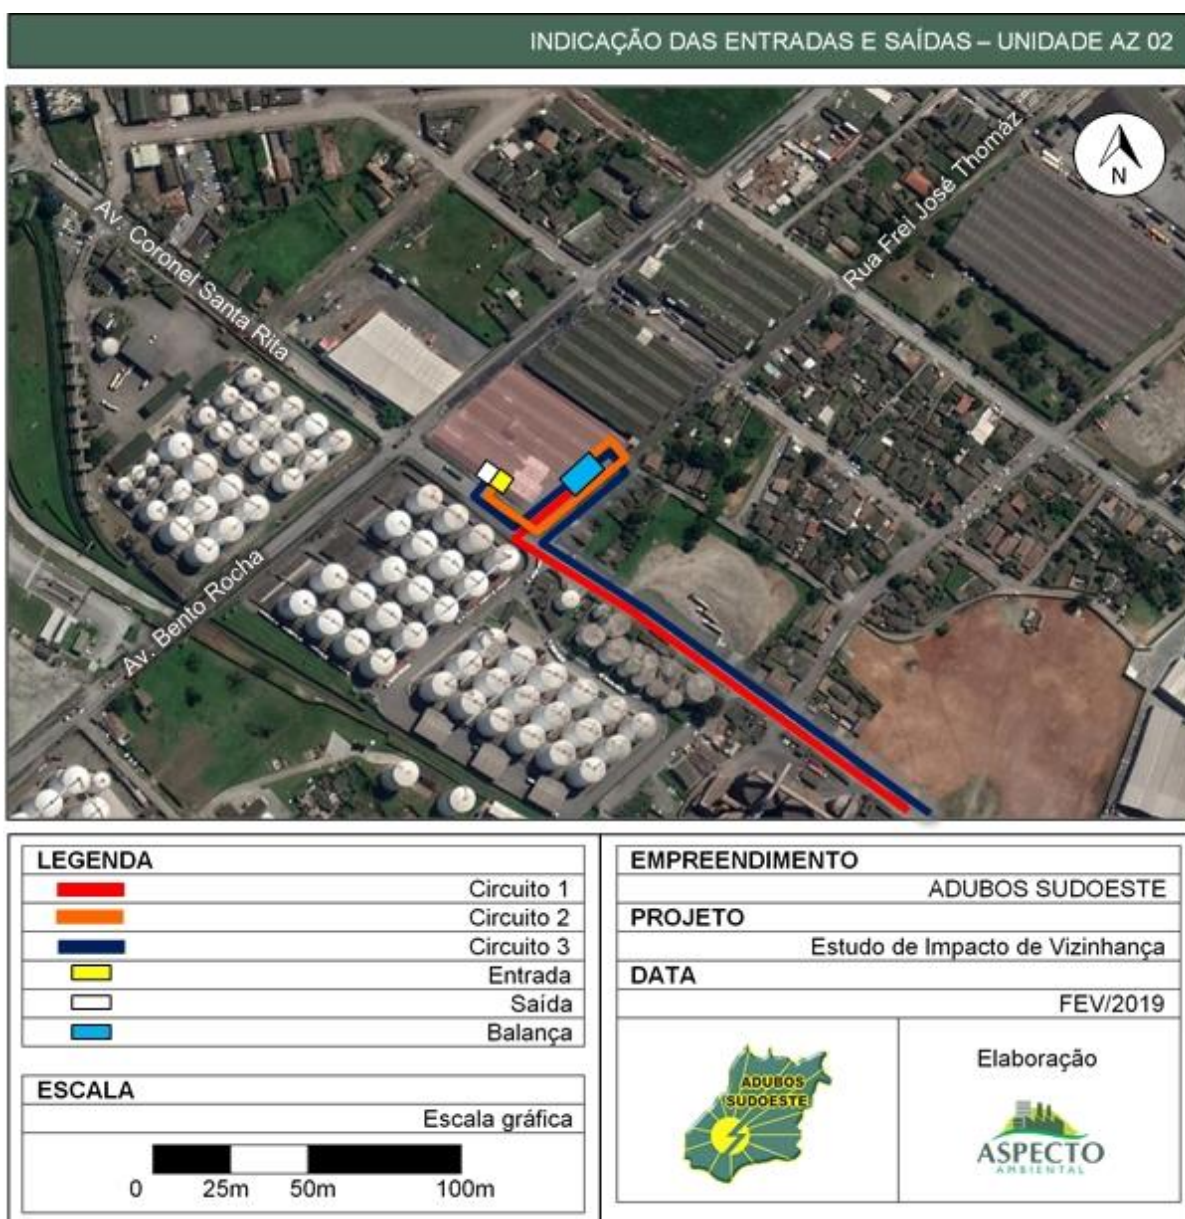 INDICAÇÃO DAS ENTRADAS E SAÍDAS – UNIDADE AZ 02
Rua Frei José Thomáz
N
Av. Coronel Santa Rita
Av. Bento Rocha
LEGENDA
Circuito 1
Circuito 2
Circuito 3
Entrada
Saída
Balança
ESCALA
Escala gráfica
0 25m 50m 100m
EMPREENDIMENTO
ADUBOS SUDOESTE
PROJETO
Estudo de Impacto de Vizinhança
DATA
FEV/2019
ADUBOS
SUDOESTE
Elaboração
ASPECTO
AMBIENTAL